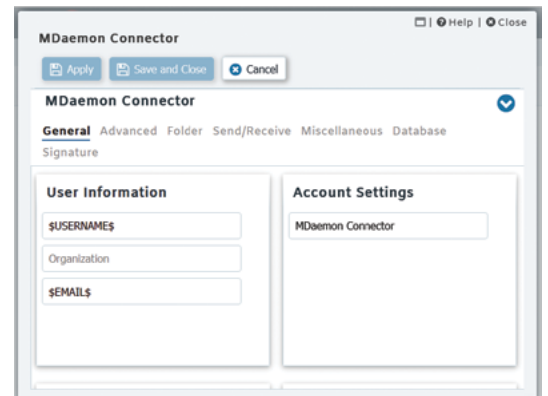 | Help | Close
MDaemon Connector
Apply Save and Close Cancel
MDaemon Connector
General Advanced Folder Send/Receive Miscellaneous Database
Signature
User Information Account Settings
$USERNAME$ MDaemon Connector
Organization
$EMAIL$